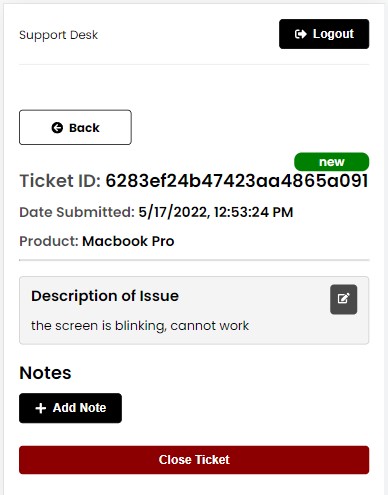 Support Desk
Logout
Back
new
Ticket ID: 6283ef24b47423aa4865a091
Date Submitted: 5/17/2022, 12:53:24 PM
Product: Macbook Pro
Description of Issue
the screen is blinking, cannot work
Notes
Add Note
Close Ticket